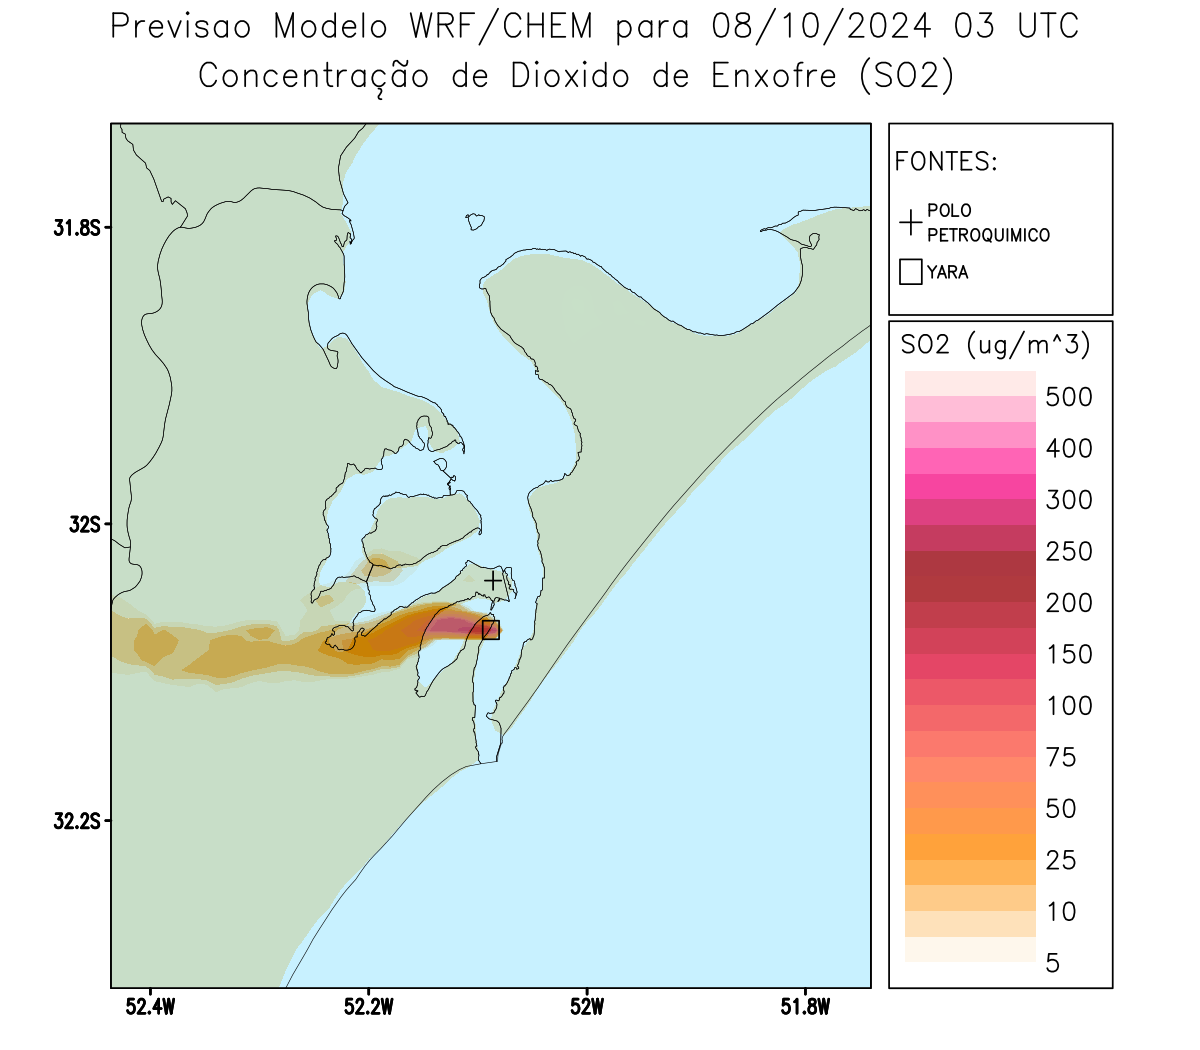 Previsao Modelo WRF/CHEM para 08/10/2024 03 UTC
Concentração de Dioxido de Enxofre (SO2)
FONTES:
POLO
PETROQUIMICO
YARA
SO2 (ug/m^3)
500
400
300
250
200
150
100
75
50
25
10
5
31.8S
32S
32.2S
52.4W
52.2W
52W
51.8W